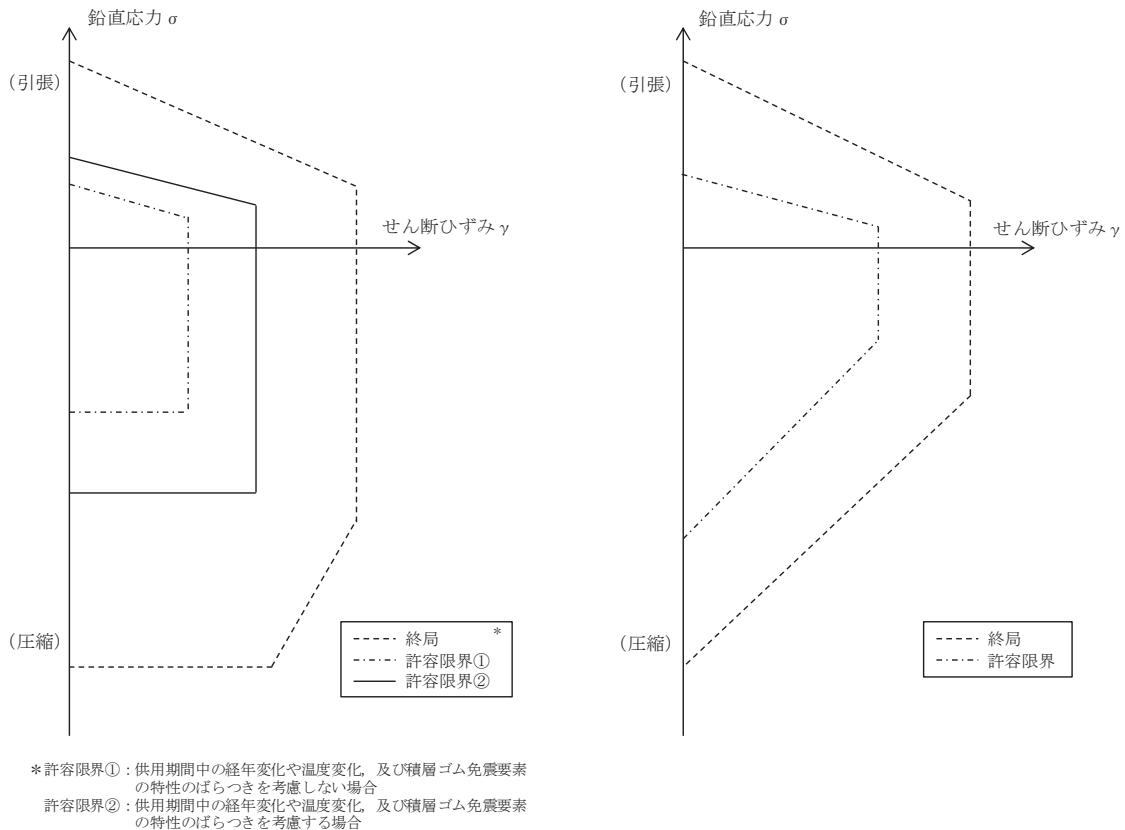 鉛直応力 σ
（引張）
せん断ひずみ γ
（圧縮）
終局 *
許容限界①
許容限界②
＊許容限界①：供用期間中の経年変化や温度変化，及び積層ゴム免震要素
の特性のばらつきを考慮しない場合
許容限界②：供用期間中の経年変化や温度変化，及び積層ゴム免震要素
の特性のばらつきを考慮する場合
鉛直応力 σ
（引張）
せん断ひずみ γ
（圧縮）
終局
許容限界